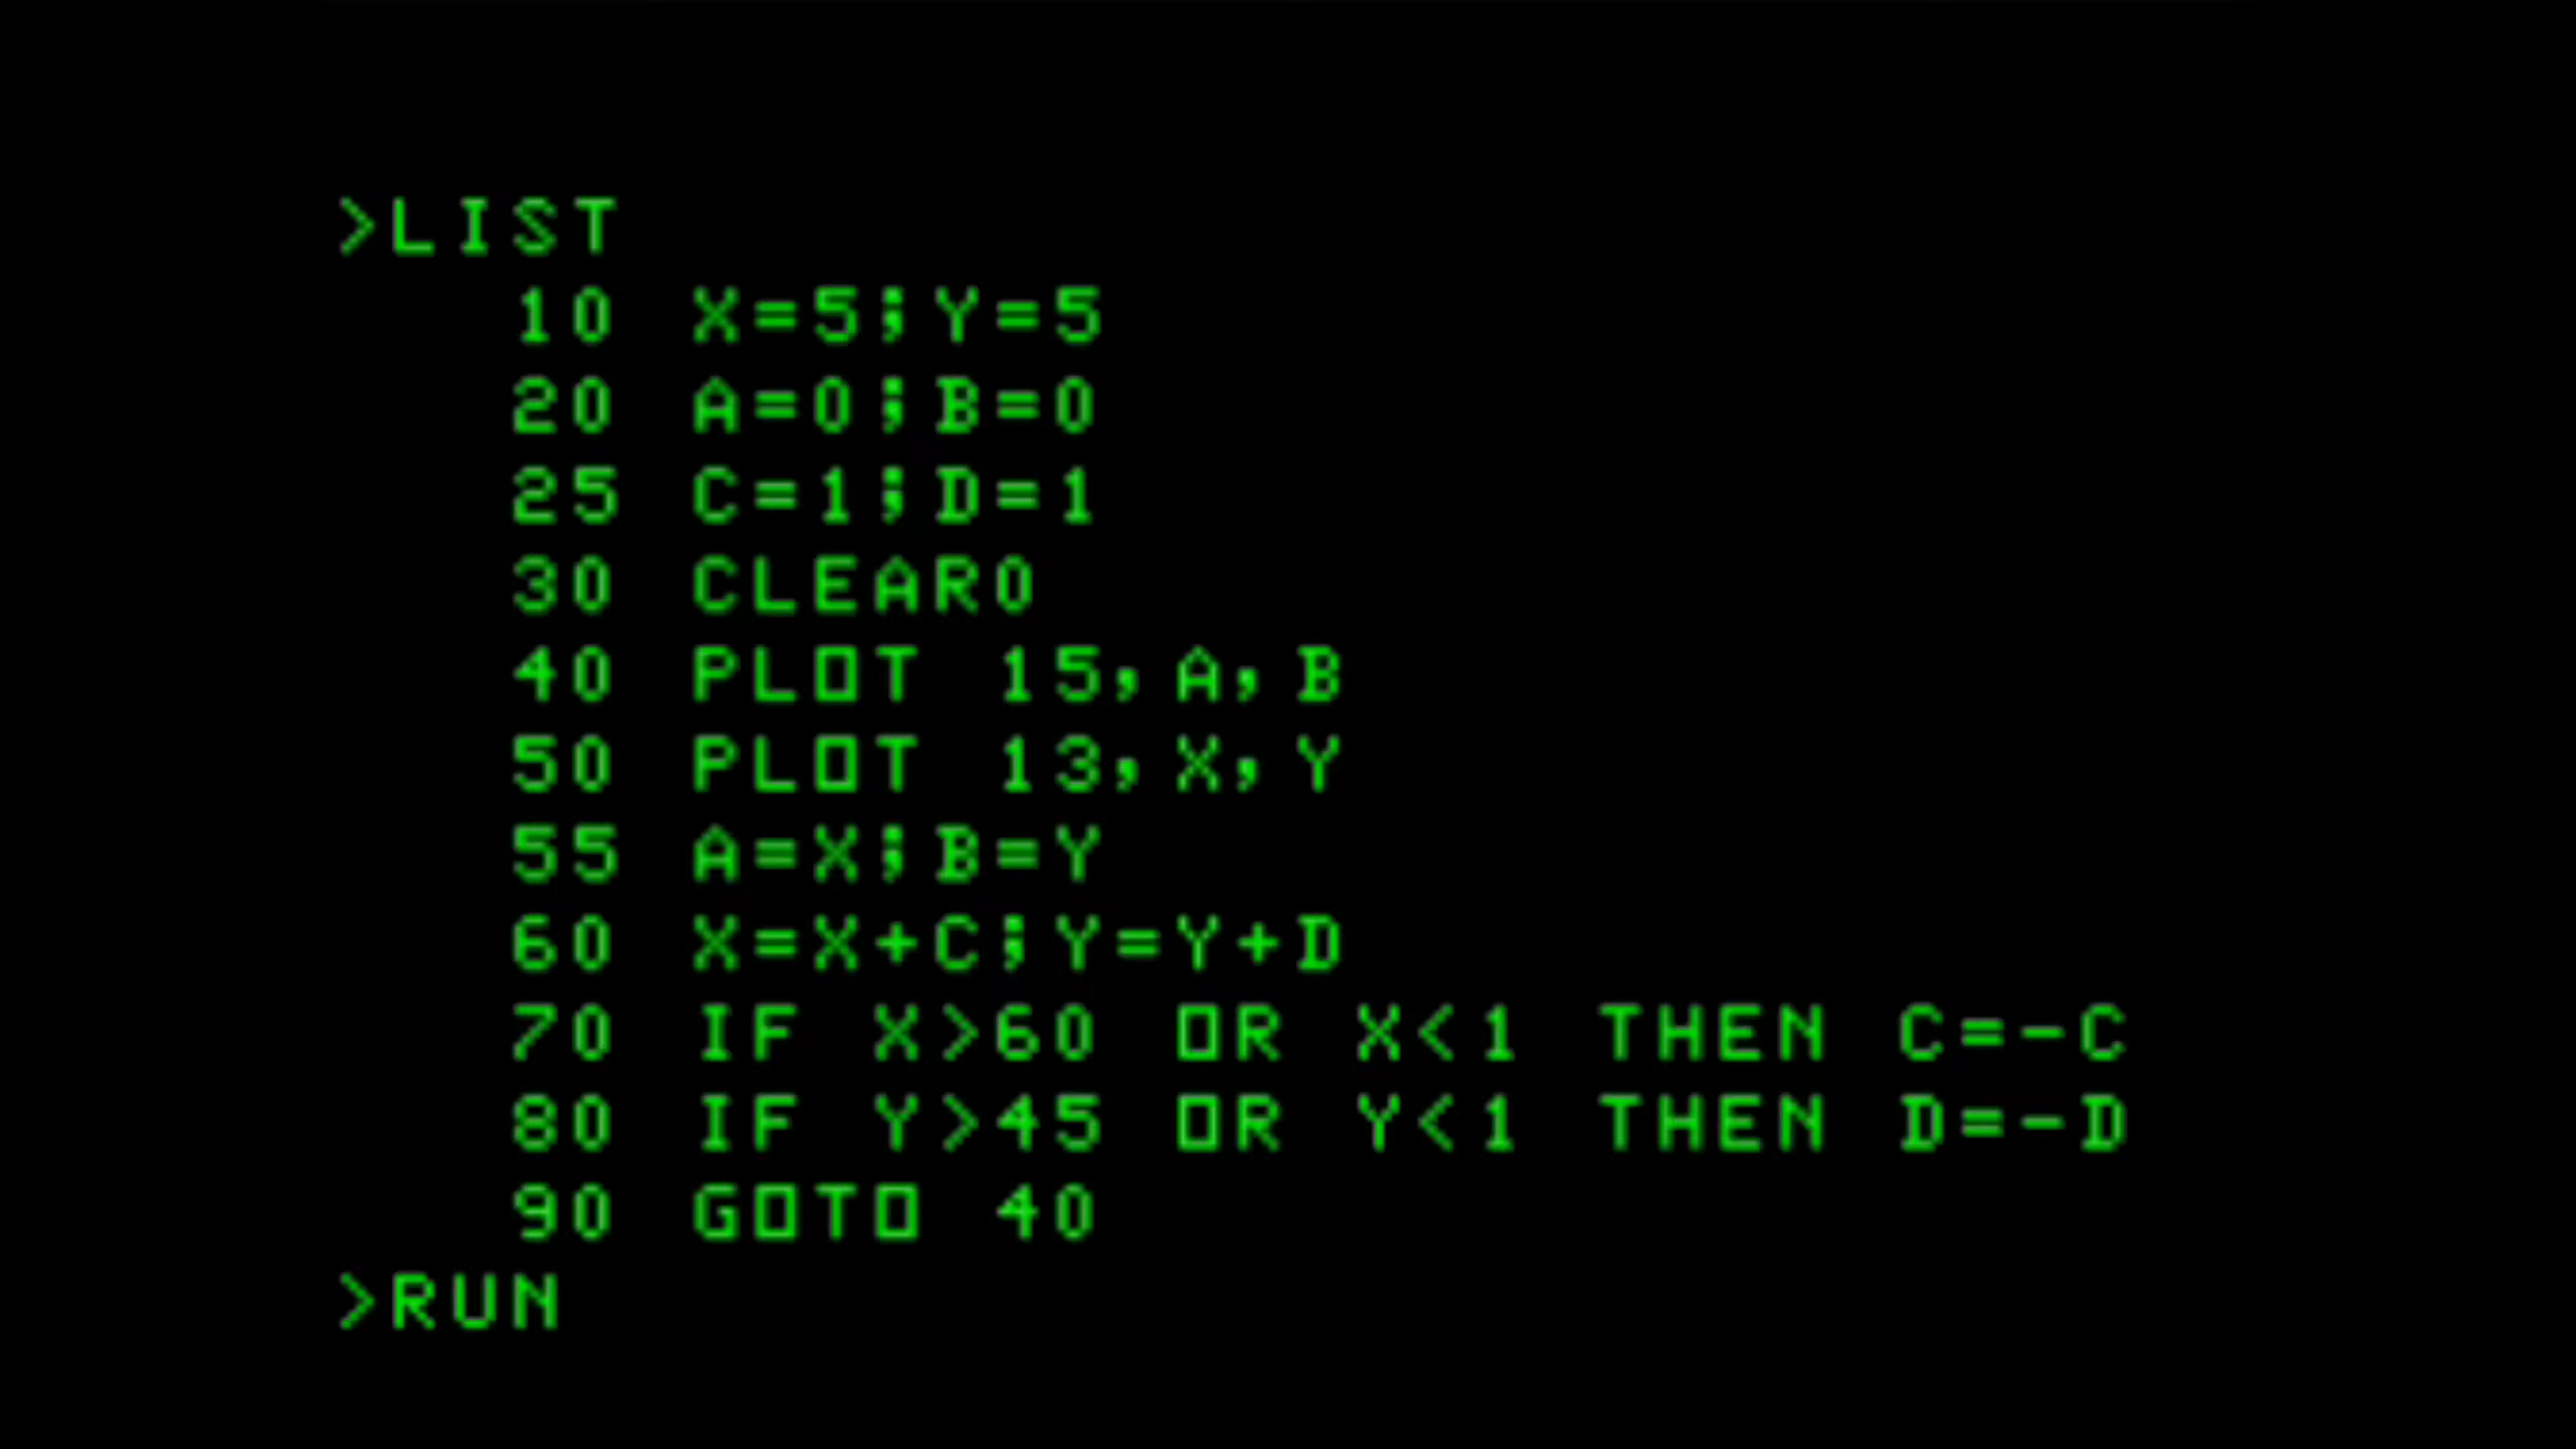 >LIST
10 X=5;Y=5
20 A=0;B=0
25 C=1;D=1
30 CLEAR0
40 PLOT 15,A,B
50 PLOT 13,X,Y
55 A=X;B=Y
60 X=X+C;Y=Y+D
70 IF X>60 OR X<1 THEN C=-C
80 IF Y>45 OR Y<1 THEN D=-D
90 GOTO 40
>RUN